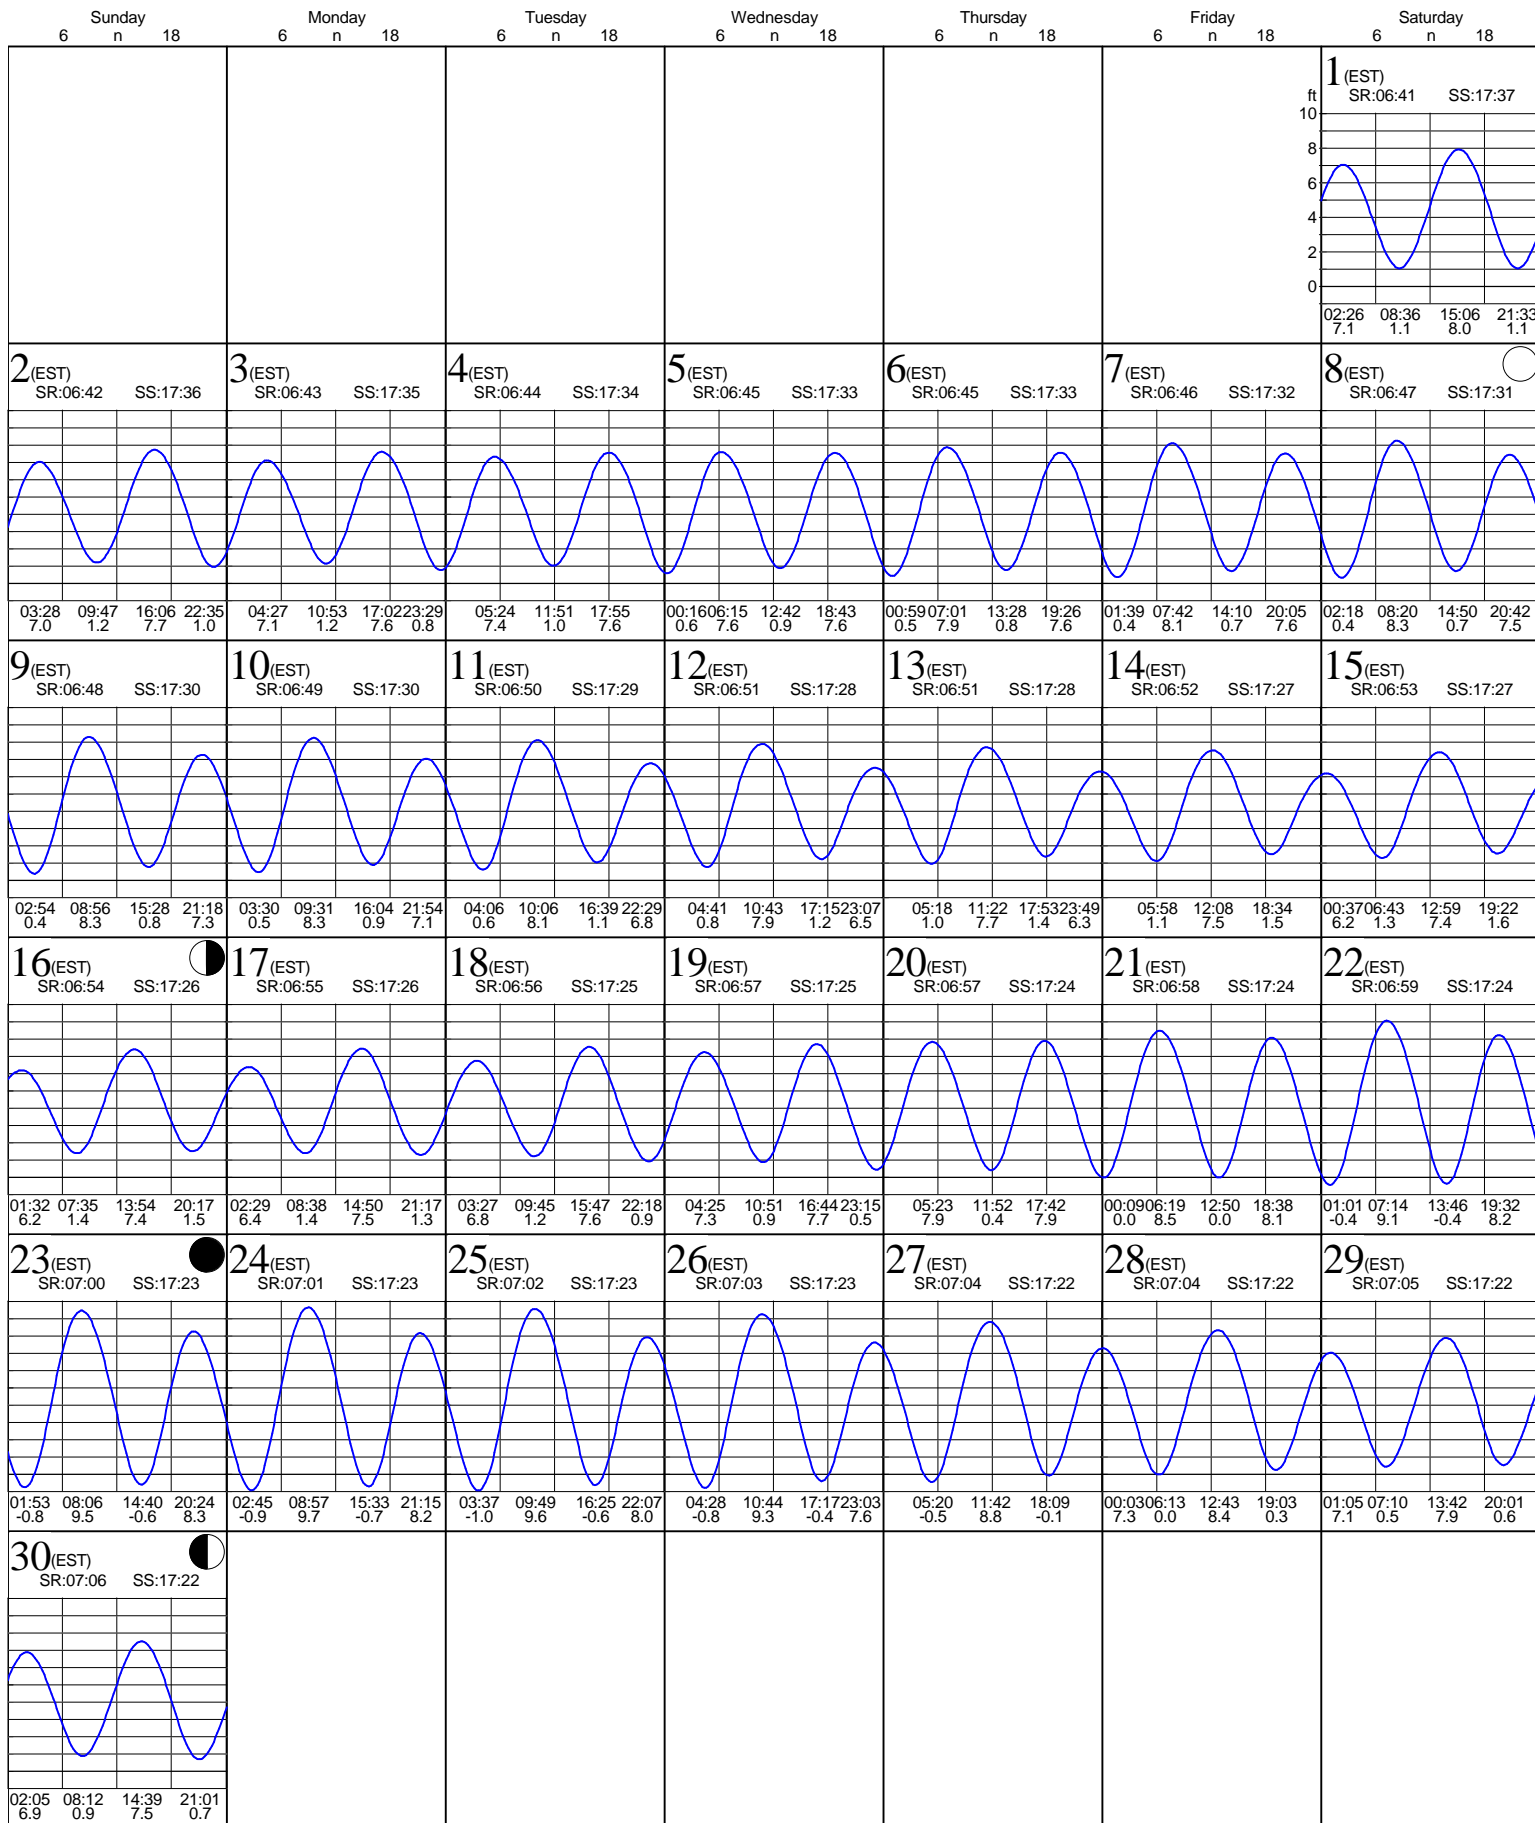 Sunday Monday Tuesday Wednesday Thursday Friday Saturday
6 n 18 6 n 18 6 n 18 6 n 18 6 n 18 6 n 18 6 n 18
1(EST)
SR:06:41 SS:17:37
ft
10
8
6
4
2
0
02:26 08:36 15:06 21:33
7.1 1.1 8.0 1.1
2(EST)
SR:06:42 SS:17:36
03:28 09:47 16:06 22:35
7.0 1.2 7.7 1.0
3(EST)
SR:06:43 SS:17:35
04:27 10:53 17:02 23:29
7.1 1.2 7.6 0.8
4(EST)
SR:06:44 SS:17:34
05:24 11:51 17:55
7.4 1.0 7.6
5(EST)
SR:06:45 SS:17:33
00:16 06:15 12:42 18:43
0.6 7.6 0.9 7.6
6(EST)
SR:06:45 SS:17:33
00:59 07:01 13:28 19:26
0.5 7.9 0.8 7.6
7(EST)
SR:06:46 SS:17:32
01:39 07:42 14:10 20:05
0.4 8.1 0.7 7.6
8(EST)
SR:06:47 SS:17:31
02:18 08:20 14:50 20:42
0.4 8.3 0.7 7.5
9(EST)
SR:06:48 SS:17:30
02:54 08:56 15:28 21:18
0.4 8.3 0.8 7.3
10(EST)
SR:06:49 SS:17:30
03:30 09:31 16:04 21:54
0.5 8.3 0.9 7.1
11(EST)
SR:06:50 SS:17:29
04:06 10:06 16:39 22:29
0.6 8.1 1.1 6.8
12(EST)
SR:06:51 SS:17:28
04:41 10:43 17:15 23:07
0.8 7.9 1.2 6.5
13(EST)
SR:06:51 SS:17:28
05:18 11:22 17:53 23:49
1.0 7.7 1.4 6.3
14(EST)
SR:06:52 SS:17:27
05:58 12:08 18:34
1.1 7.5 1.5
15(EST)
SR:06:53 SS:17:27
00:37 06:43 12:59 19:22
6.2 1.3 7.4 1.6
16(EST)
SR:06:54 SS:17:26
01:32 07:35 13:54 20:17
6.2 1.4 7.4 1.5
17(EST)
SR:06:55 SS:17:26
02:29 08:38 14:50 21:17
6.4 1.4 7.5 1.3
18(EST)
SR:06:56 SS:17:25
03:27 09:45 15:47 22:18
6.8 1.2 7.6 0.9
19(EST)
SR:06:57 SS:17:25
04:25 10:51 16:44 23:15
7.3 0.9 7.7 0.5
20(EST)
SR:06:57 SS:17:24
05:23 11:52 17:42
7.9 0.4 7.9
21(EST)
SR:06:58 SS:17:24
00:09 06:19 12:50 18:38
0.0 8.5 0.0 8.1
22(EST)
SR:06:59 SS:17:24
01:01 07:14 13:46 19:32
-0.4 9.1 -0.4 8.2
23(EST)
SR:07:00 SS:17:23
01:53 08:06 14:40 20:24
-0.8 9.5 -0.6 8.3
24(EST)
SR:07:01 SS:17:23
02:45 08:57 15:33 21:15
-0.9 9.7 -0.7 8.2
25(EST)
SR:07:02 SS:17:23
03:37 09:49 16:25 22:07
-1.0 9.6 -0.6 8.0
26(EST)
SR:07:03 SS:17:23
04:28 10:44 17:17 23:03
-0.8 9.3 -0.4 7.6
27(EST)
SR:07:04 SS:17:22
05:20 11:42 18:09
-0.5 8.8 -0.1
28(EST)
SR:07:04 SS:17:22
00:03 06:13 12:43 19:03
7.3 0.0 8.4 0.3
29(EST)
SR:07:05 SS:17:22
01:05 07:10 13:42 20:01
7.1 0.5 7.9 0.6
30(EST)
SR:07:06 SS:17:22
02:05 08:12 14:39 21:01
6.9 0.9 7.5 0.7